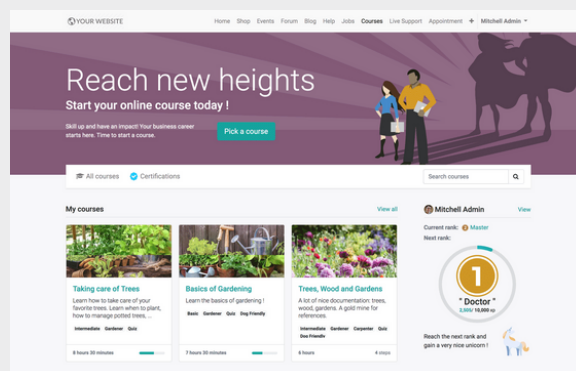 YOUR WEBSITE
Home Shop Events Forum Blog Help Jobs Courses Live Support Appointment + Mitchell Admin
Reach new heights
Start your online course today !
Skill up and have an impact! Your business career
starts here. Time to start a course.
Pick a course
All courses Certifications
Search courses
My courses
View all
Taking care of Trees
Learn how to take care of your
favorite trees. Learn when to plant,
how to manage potted trees, ...
Intermediate Gardener Quiz
8 hours 30 minutes
Basics of Gardening
Learn the basics of gardening !
Basic Gardener Quiz Dog Friendly
7 hours 30 minutes
Trees, Wood and Gardens
A lot of nice documentation: trees,
wood, gardens. A gold mine for
references.
Intermediate Gardener Carpenter Quiz
Dog Friendly
6 hours
4 steps
Mitchell Admin
View
Current rank: Master
Next rank:
1
" Doctor "
2,500/ 10,000 xp
Reach the next rank and
gain a very nice unicorn !